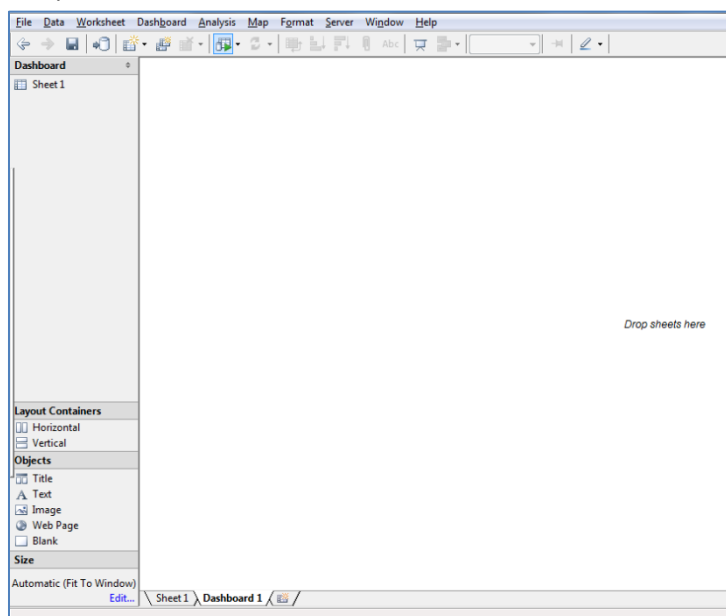 File Data Worksheet Dashboard Analysis Map Format Server Window Help
Abc
Dashboard
Sheet 1
Drop sheets here
Layout Containers
Horizontal
Vertical
Objects
Title
Text
Image
Web Page
Blank
Size
Automatic (Fit To Window)
Edit...
Sheet 1 Dashboard 1